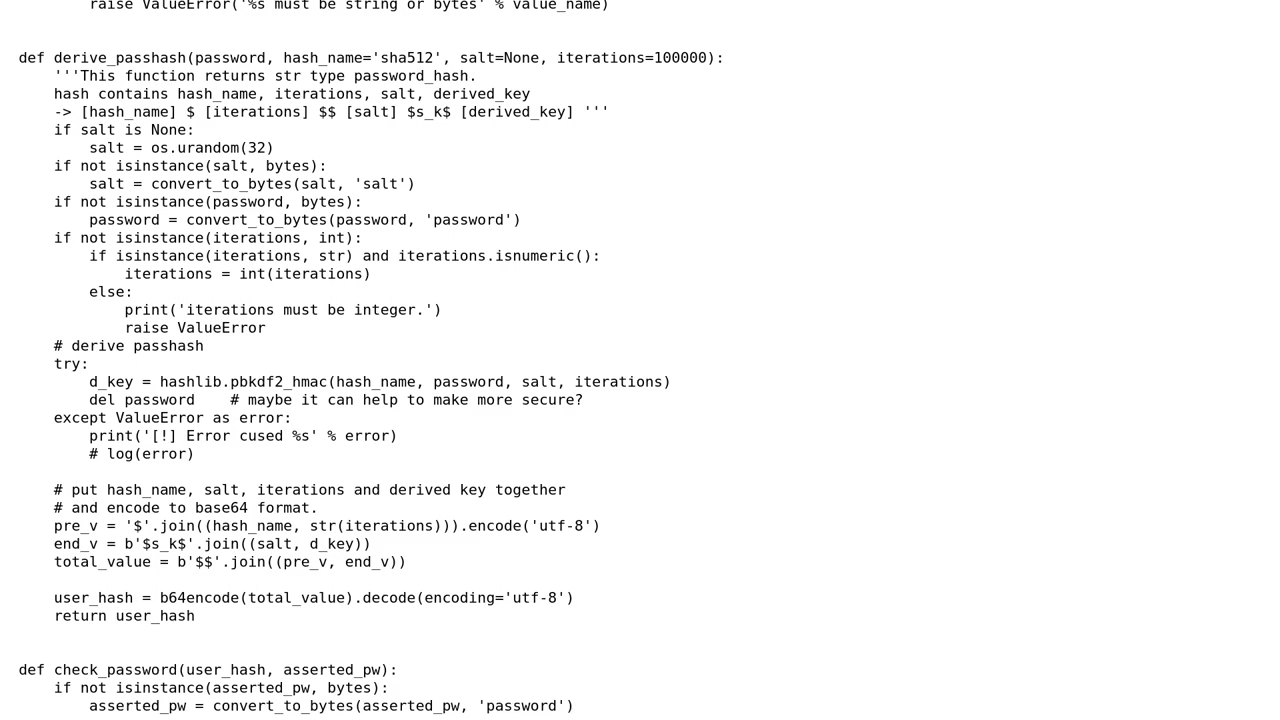 raise ValueError('%s must be string or bytes' % value_name)
def derive_passhash(password, hash_name='sha512', salt=None, iterations=100000):
    '''This function returns str type password_hash.
    hash contains hash_name, iterations, salt, derived_key
    -> [hash_name] $ [iterations] $$ [salt] $s_k$ [derived_key] '''
    if salt is None:
        salt = os.urandom(32)
    if not isinstance(salt, bytes):
        salt = convert_to_bytes(salt, 'salt')
    if not isinstance(password, bytes):
        password = convert_to_bytes(password, 'password')
    if not isinstance(iterations, int):
        if isinstance(iterations, str) and iterations.isnumeric():
            iterations = int(iterations)
        else:
            print('iterations must be integer.')
            raise ValueError
    # derive passhash
    try:
        d_key = hashlib.pbkdf2_hmac(hash_name, password, salt, iterations)
        del password    # maybe it can help to make more secure?
    except ValueError as error:
        print('[!] Error cused %s' % error)
        # log(error)
    # put hash_name, salt, iterations and derived key together
    # and encode to base64 format.
    pre_v = '$'.join((hash_name, str(iterations))).encode('utf-8')
    end_v = b'$s_k$'.join((salt, d_key))
    total_value = b'$$'.join((pre_v, end_v))
    user_hash = b64encode(total_value).decode(encoding='utf-8')
    return user_hash
def check_password(user_hash, asserted_pw):
    if not isinstance(asserted_pw, bytes):
        asserted_pw = convert_to_bytes(asserted_pw, 'password')